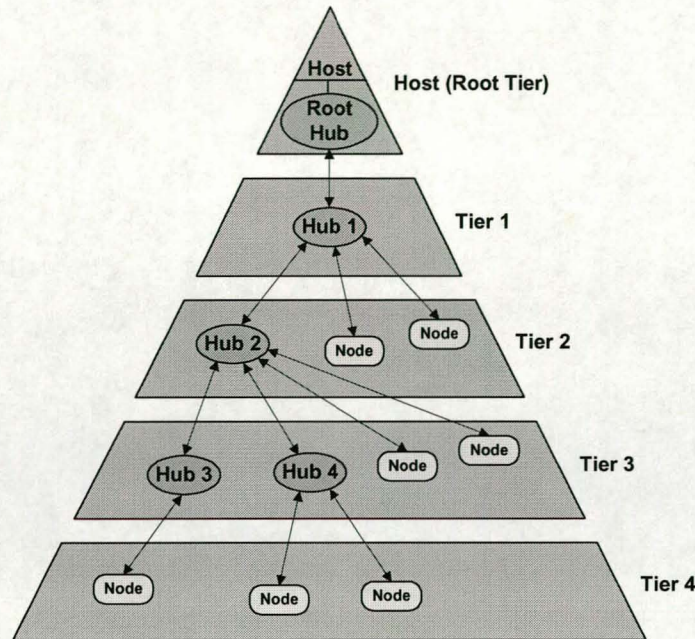 Host
Host (Root Tier)
Root
Hub
Hub 1
Tier 1
Hub 2
Node
Node
Tier 2
Hub 3
Hub 4
Node
Node
Tier 3
Node
Node
Node
Tier 4